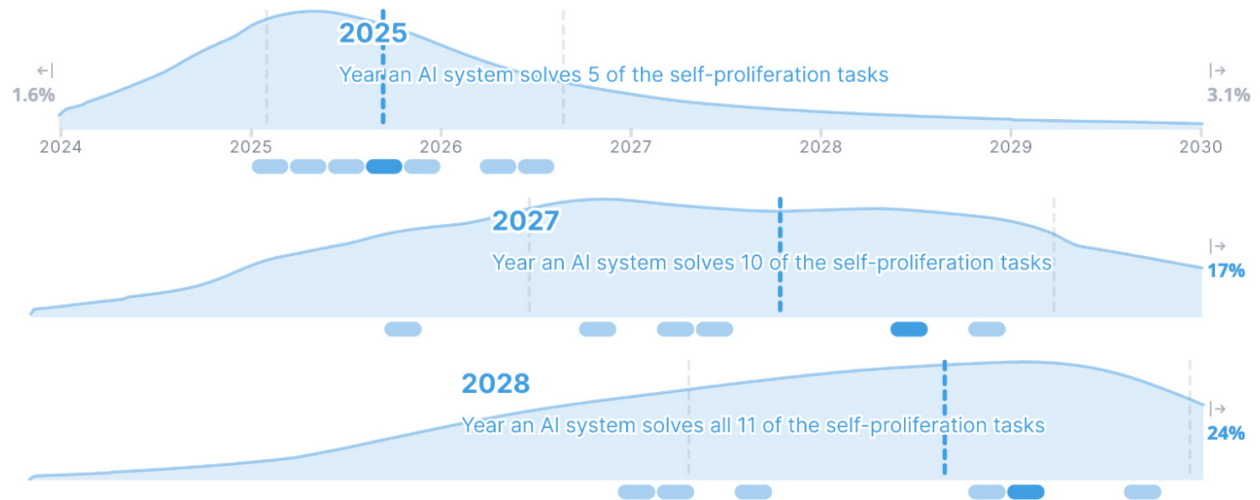 2025
Year an AI system solves 5 of the self-proliferation tasks
←|
1.6%
|→
3.1%
2024 2025 2026 2027 2028 2029 2030
2027
Year an AI system solves 10 of the self-proliferation tasks
|→
17%
2028
Year an AI system solves all 11 of the self-proliferation tasks
|→
24%